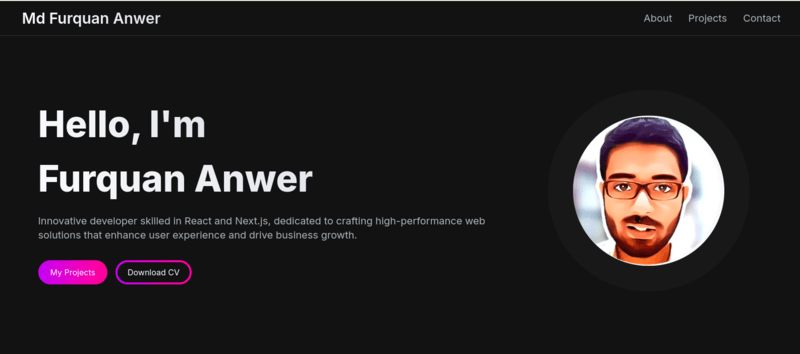 Md Furquan Anwer
About Projects Contact
Hello, I'm
Furquan Anwer
Innovative developer skilled in React and Next.js, dedicated to crafting high-performance web
solutions that enhance user experience and drive business growth.
My Projects Download CV